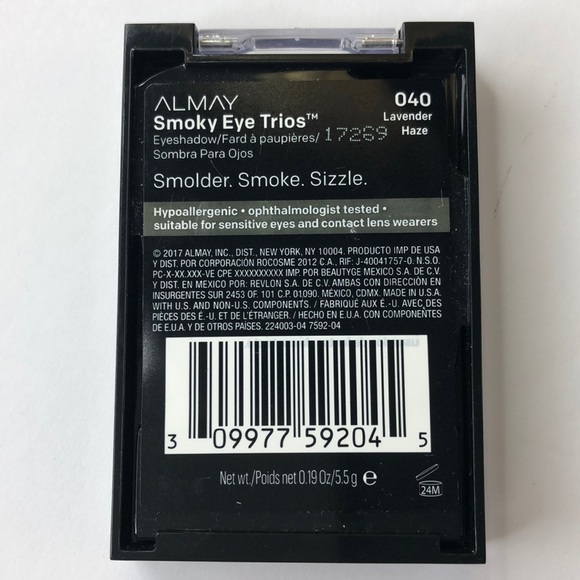 ALMAY
Smoky Eye Trios™
Eyeshadow/Fard à paupières/
Sombra Para Ojos
17269
040
Lavender
Haze
Smolder. Smoke. Sizzle.
Hypoallergenic • ophthalmologist tested •
suitable for sensitive eyes and contact lens wearers
© 2017 ALMAY, INC., DIST., NEW YORK, NY 10004. PRODUCTO IMP DE USA
Y DIST. POR CORPORACIÓN ROCOSME 2012 C.A., RIF: J-40041757-0. N.S.O.
PC-X-XX.XXX-VE CPE XXXXXXXXXX IMP. POR BEAUTYGE MEXICO S.A. DE C.V.
Y DIST. EN MÉXICO POR: REVLON S.A. DE C.V. AMBAS CON DIRECCIÓN EN
INSURGENTES SUR 2453 OF. 101 C.P. 01090. MÉXICO, CDMX. MADE IN U.S.A.
WITH U.S. AND NON-U.S. COMPONENTS. / FABRIQUÉ AUX É.-U. AVEC DES
PIÈCES DES É.-U. ET DE L'ÉTRANGER. / HECHO EN E.U.A. CON COMPONENTES
DE E.U.A. Y DE OTROS PAÍSES. 224003-04 7592-04
3 09977 59204 5
Net wt./Poids net 0.19 Oz/5.5 g ℮
24M